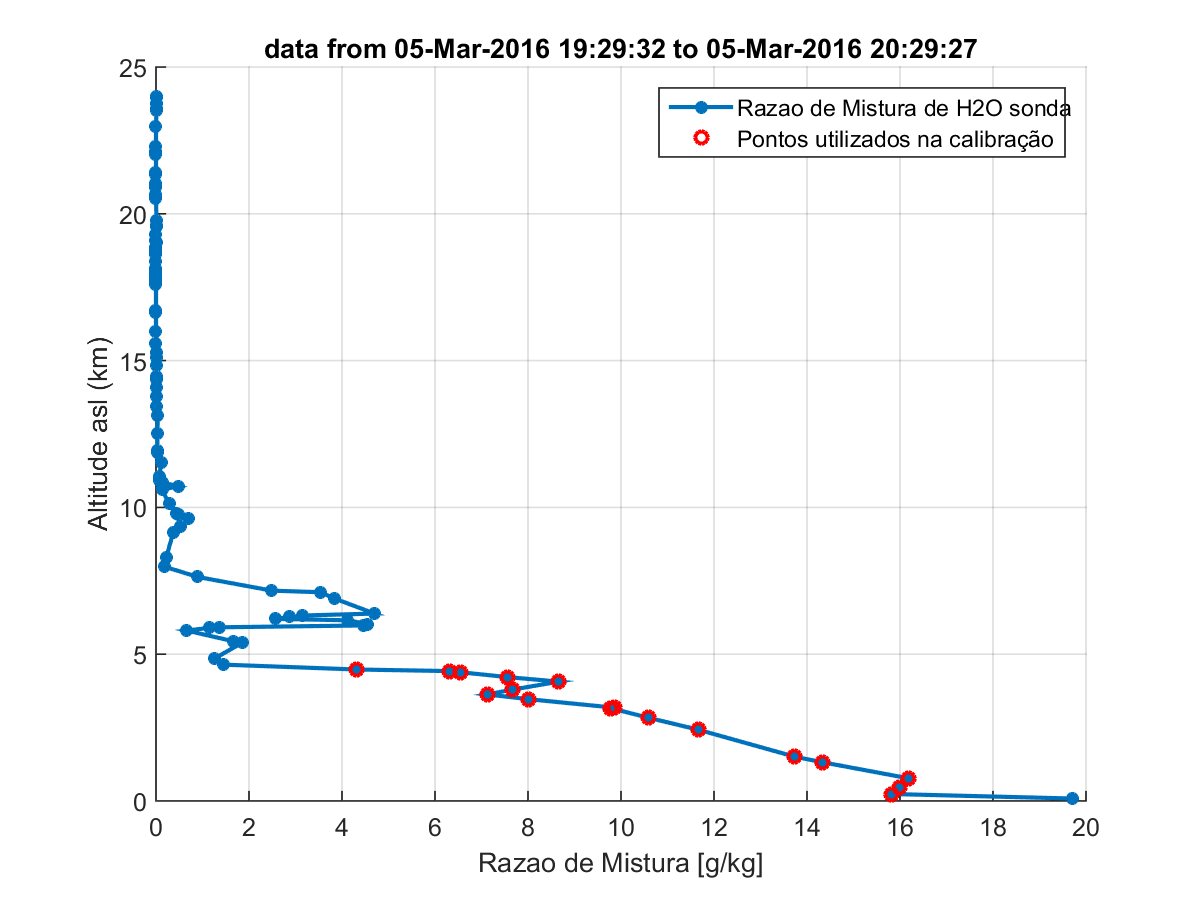 data from 05-Mar-2016 19:29:32 to 05-Mar-2016 20:29:27
25
Razao de Mistura de H2O sonda
Pontos utilizados na calibração
20
15
10
5
0
Altitude asl (km)
0 2 4 6 8 10 12 14 16 18 20
Razao de Mistura [g/kg]